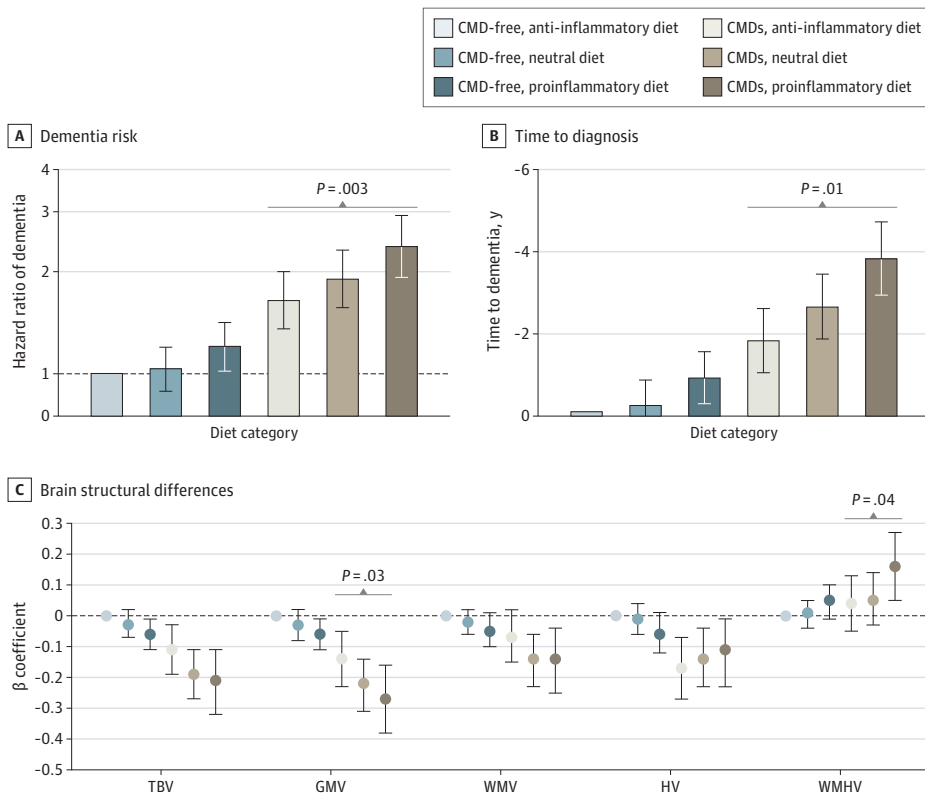 CMD-free, anti-inflammatory diet
CMDs, anti-inflammatory diet
CMD-free, neutral diet
CMDs, neutral diet
CMD-free, proinflammatory diet
CMDs, proinflammatory diet
A Dementia risk
4
3
2
1
0
Hazard ratio of dementia
P = .003
Diet category
B Time to diagnosis
-6
-4
-2
0
Time to dementia, y
P = .01
Diet category
C Brain structural differences
0.3
0.2
0.1
0
-0.1
-0.2
-0.3
-0.4
-0.5
β coefficient
P = .03
P = .04
TBV
GMV
WMV
HV
WMHV